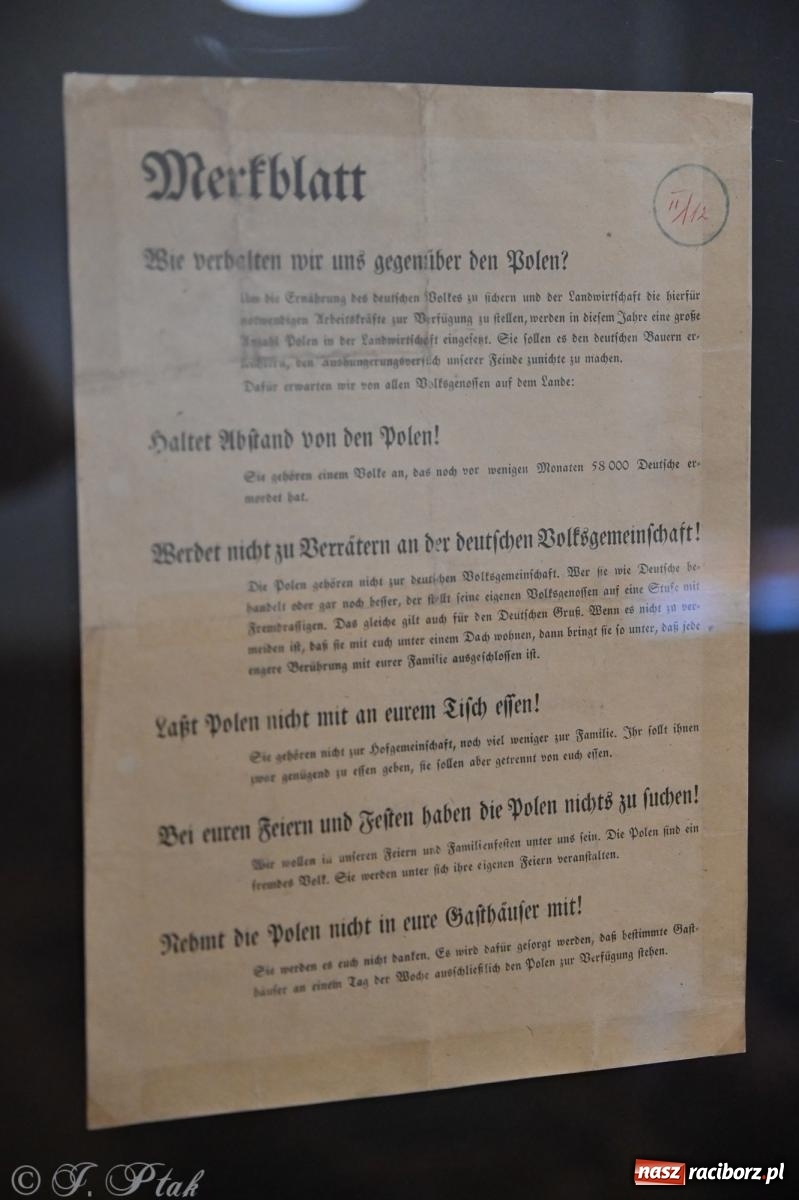 Merkblatt
II/112
Wie verhalten wir uns gegenüber den Polen?
Um die Ernährung des deutschen Volkes zu sichern und der Landwirtschaft die hierfür
notwendigen Arbeitskräfte zur Verfügung zu stellen, werden in diesem Jahre eine große
Anzahl Polen in der Landwirtschaft eingesetzt. Sie sollen es den deutschen Bauern er-
leichtern, den Aushungerungsversuch unserer Feinde zunichte zu machen.
Dafür erwarten wir von allen Volksgenossen auf dem Lande:
Haltet Abstand von den Polen!
Sie gehören einem Volke an, das noch vor wenigen Monaten 58 000 Deutsche er-
mordet hat.
Werdet nicht zu Verrätern an der deutschen Volksgemeinschaft!
Die Polen gehören nicht zur deutschen Volksgemeinschaft. Wer sie wie Deutsche be-
handelt oder gar noch besser, der stellt seine eigenen Volksgenossen auf eine Stufe mit
Fremdrassigen. Das gleiche gilt auch für den Deutschen Gruß. Wenn es nicht zu ver-
meiden ist, daß sie mit euch unter einem Dach wohnen, dann bringt sie so unter, daß jede
engere Berührung mit eurer Familie ausgeschlossen ist.
Laßt Polen nicht mit an eurem Tisch essen!
Sie gehören nicht zur Hofgemeinschaft, noch viel weniger zur Familie. Ihr sollt ihnen
zwar genügend zu essen geben, sie sollen aber getrennt von euch essen.
Bei euren Feiern und Festen haben die Polen nichts zu suchen!
Wir wollen in unseren Feiern und Familienfesten unter uns sein. Die Polen sind ein
fremdes Volk. Sie werden unter sich ihre eigenen Feiern veranstalten.
Nehmt die Polen nicht in eure Gasthäuser mit!
Sie werden es euch nicht danken. Es wird dafür gesorgt werden, daß bestimmte Gast-
häuser an einem Tag der Woche ausschließlich den Polen zur Verfügung stehen.
© J. Ptak
nasz raciborz.pl